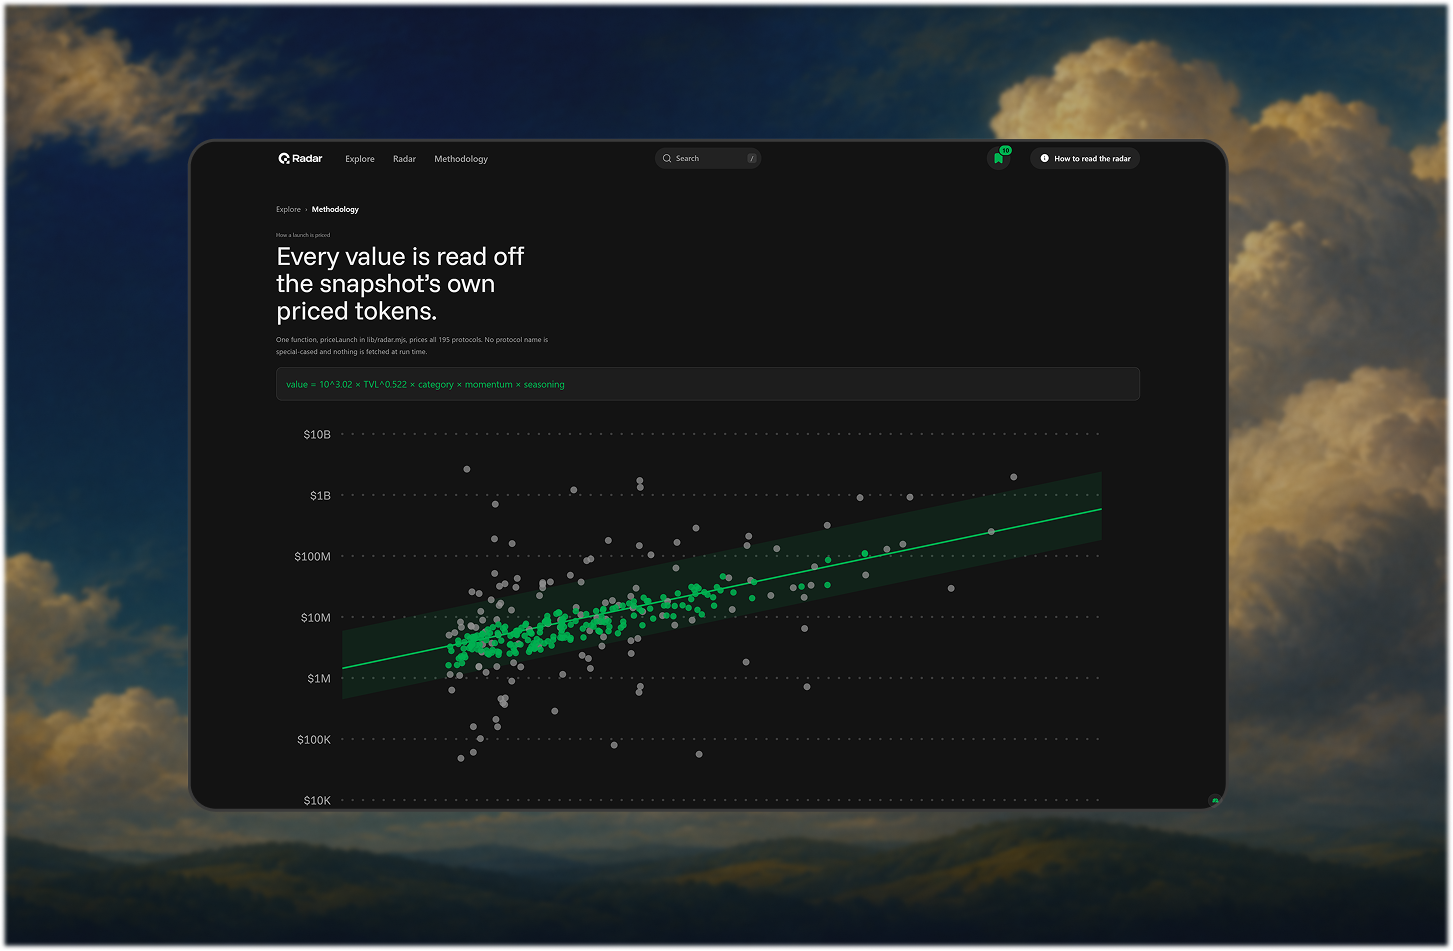 Radar
Explore
Radar
Methodology
Search
/
10
How to read the radar
Explore › Methodology
How a launch is priced
Every value is read off
the snapshot’s own
priced tokens.
One function, priceLaunch in lib/radar.mjs, prices all 195 protocols. No protocol name is
special-cased and nothing is fetched at run time.
value = 10^3.02 × TVL^0.522 × category × momentum × seasoning
$10B
$1B
$100M
$10M
$1M
$100K
$10K